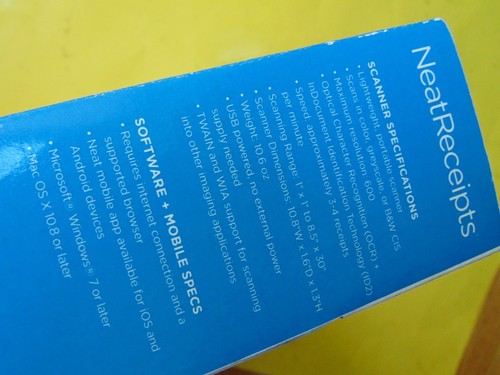 NeatReceipts
SCANNER SPECIFICATIONS
• Lightweight, portable scanner
• Scans in color, greyscale, or B&W CIS
• Maximum resolution: 600
• Optical Character Recognition (OCR) +
inDocument Identification Technology (ID2)
• Speed: approximately 3-4 receipts
per minute
• Scanning Range: 1" x 1" to 8.5" x 30"
• Scanner Dimensions: 10.8"W x 1.6"D x 1.3"H
• Weight: 10.6 oz
• USB powered, no external power
supply needed
• TWAIN and WIA support for scanning
into other imaging applications
SOFTWARE + MOBILE SPECS
• Requires internet connection and a
supported browser
• Neat mobile app available for iOS and
Android devices
• Microsoft® Windows® 7 or later
• Mac OS X 10.8 or later